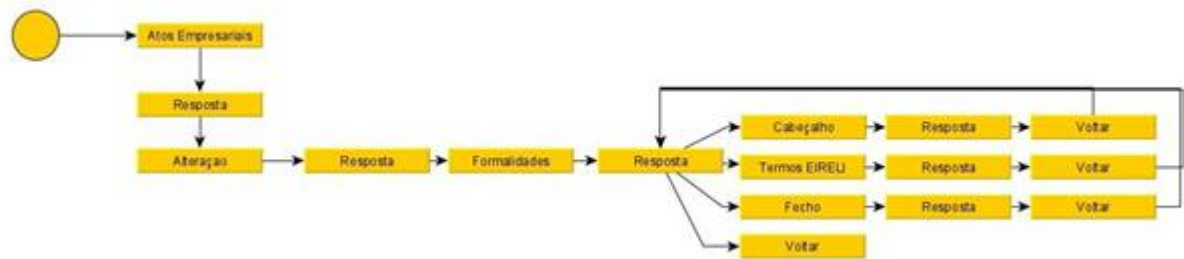 Atos Empresariais
Resposta
Alteraçao
Resposta
Formalidades
Resposta
Cabeçalho
Resposta
Voltar
Termos EIRELI
Resposta
Voltar
Fecho
Resposta
Voltar
Voltar